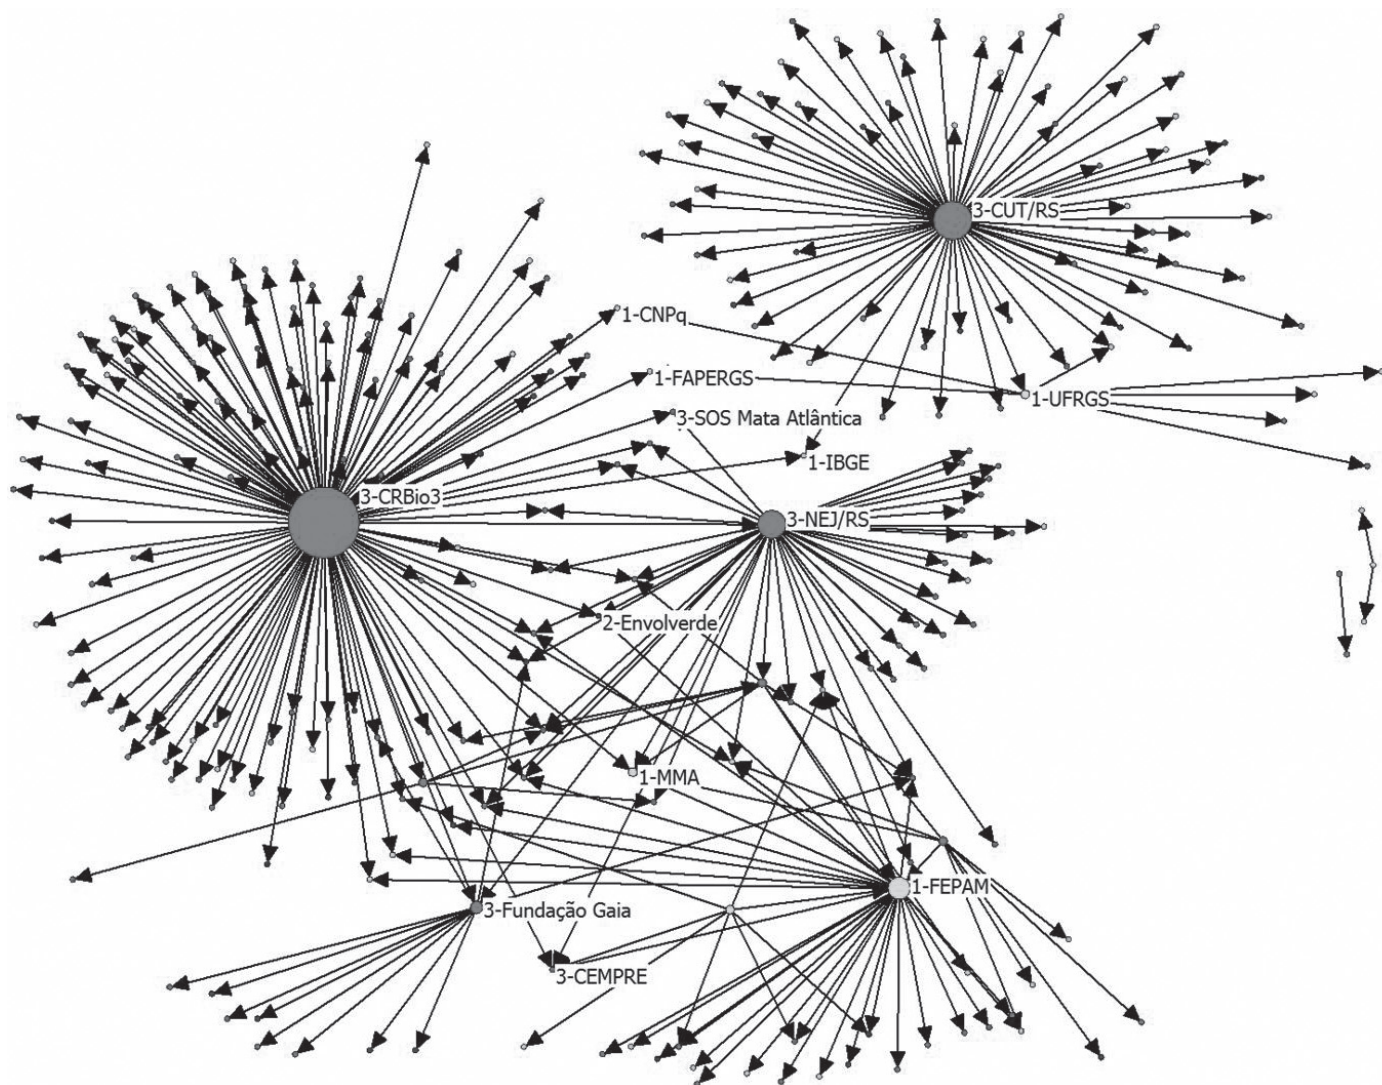 3-CUT/RS
1-CNPq
1-FAPERGS
1-UFRGS
3-SOS Mata Atlântica
1-IBGE
3-CRBio3
3-NEJ/RS
2-Envolverde
1-MMA
1-FEPAM
3-Fundação Gaia
3-CEMPRE